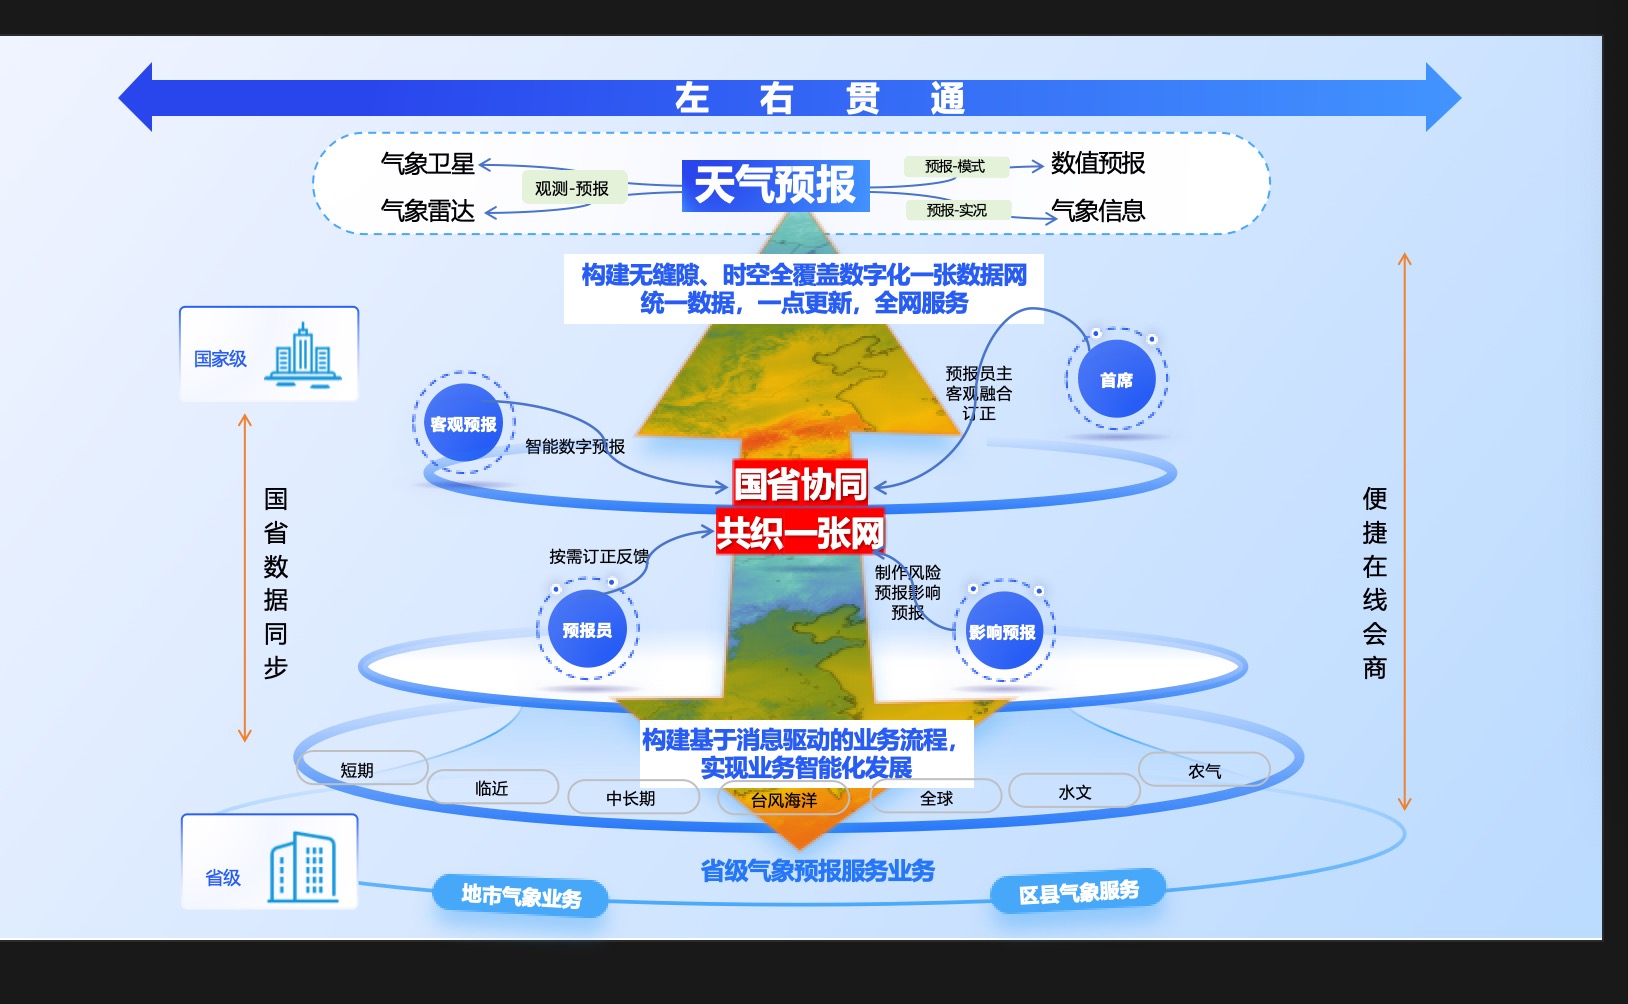 左右贯通
气象卫星
气象雷达
观测-预报
天气预报
预报-模式
预报-实况
数值预报
气象信息
构建无缝隙、时空全覆盖数字化一张数据网
统一数据，一点更新，全网服务
国家级
客观预报
智能数字预报
预报员主
客观融合
订正
首席
国省协同
共织一张网
国省数据同步
便捷在线会商
按需订正反馈
预报员
制作风险
预报影响
预报
影响预报
构建基于消息驱动的业务流程，
实现业务智能化发展
短期
临近
中长期
台风海洋
全球
水文
农气
省级
省级气象预报服务业务
地市气象业务
区县气象服务